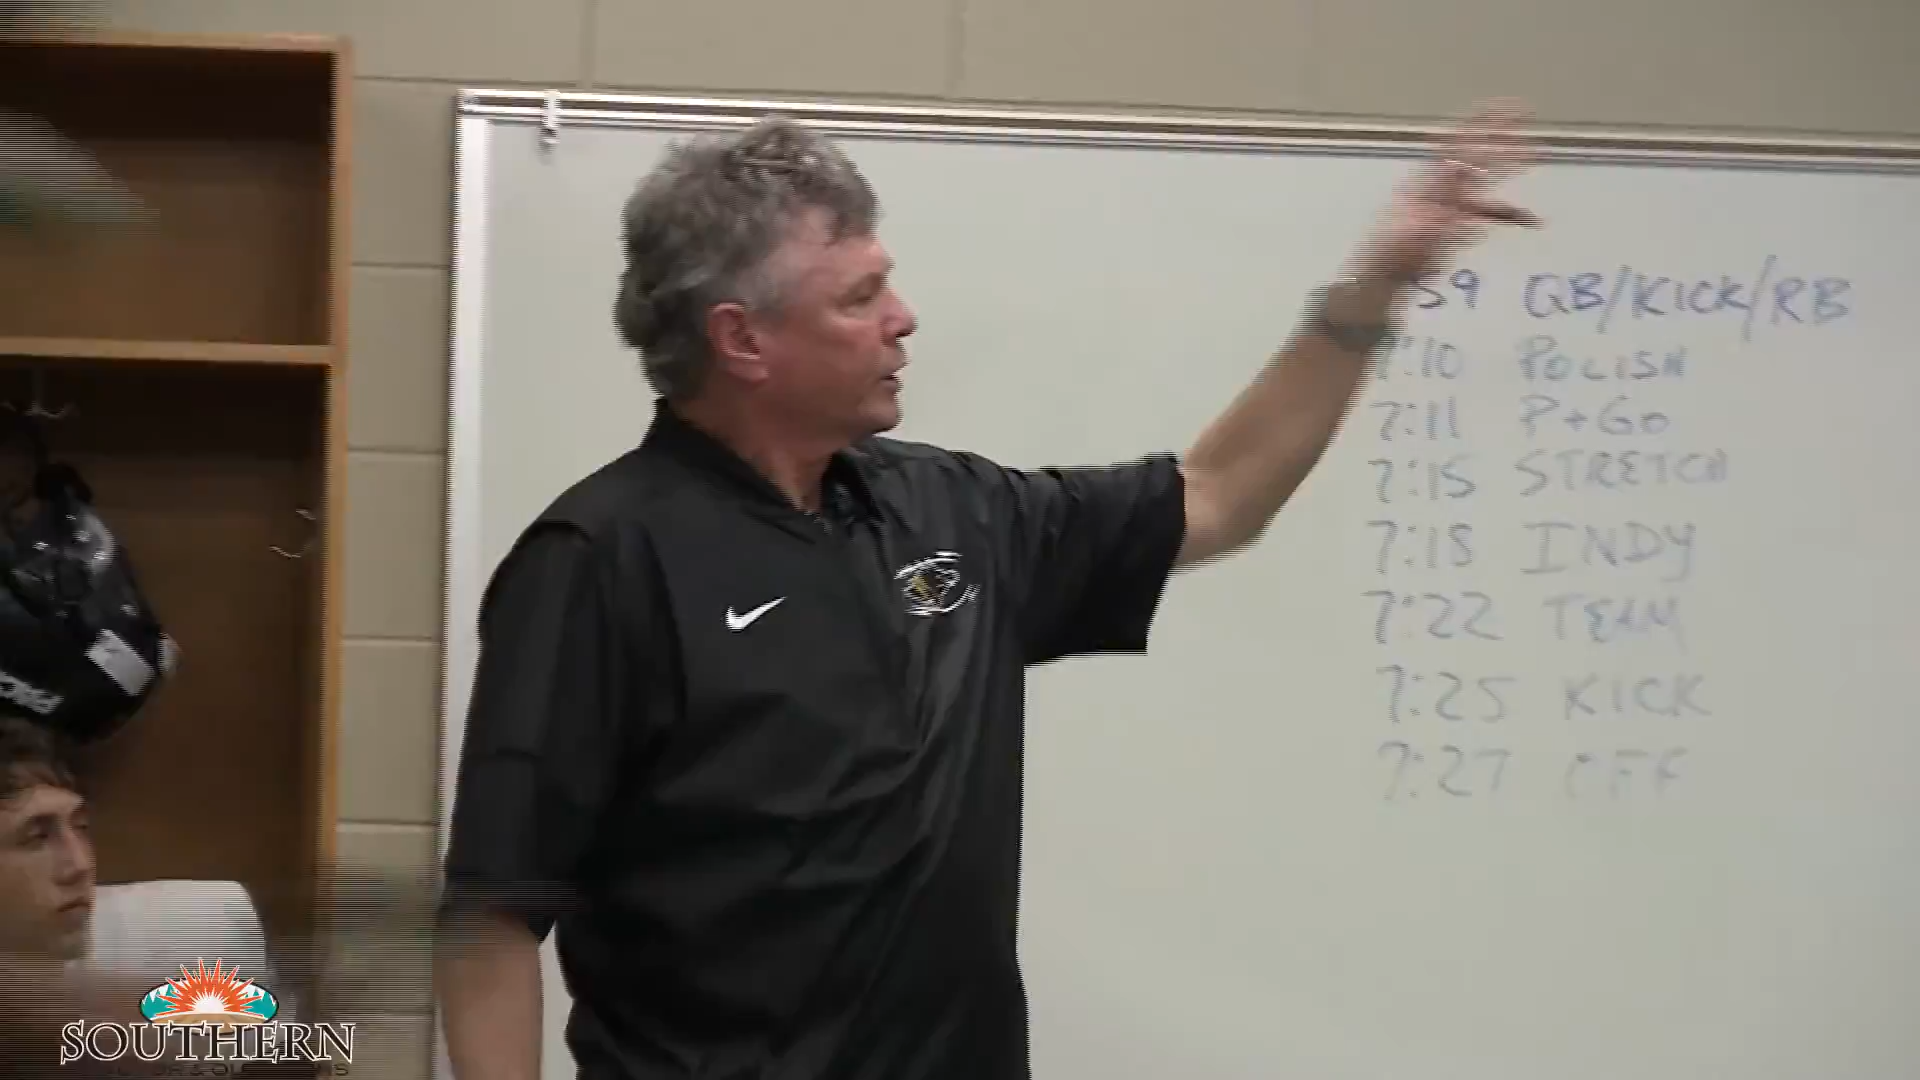 59 QB/KICK/RB
7:10 POLISH
7:11 P+GO
7:15 STRETCH
7:18 INDY
7:22 TEAM
7:25 KICK
7:27 OFF
SOUTHERN